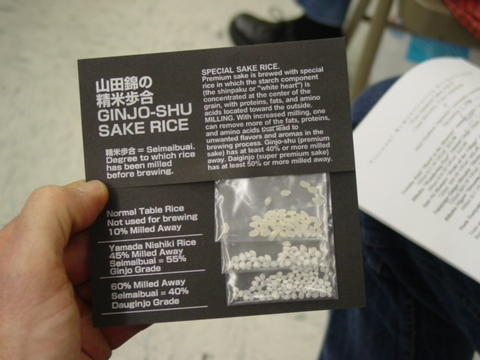 山田錦の
精米歩合
GINJO-SHU
SAKE RICE
精米歩合 = Seimaibuai.
Degree to which rice
has been milled
before brewing.
SPECIAL SAKE RICE.
Premium sake is brewed with special
rice in which the starch component
(the shinpaku or "white heart") is
concentrated at the center of the
grain, with proteins, fats, and amino
acids located toward the outside.
MILLING. With increased milling, one
can remove more of the fats, proteins,
and amino acids that lead to
unwanted flavors and aromas in the
brewing process. Ginjo-shu (premium
sake) has at least 40% or more milled
away. Daiginjo (super premium sake)
has at least 50% or more milled away.
Normal Table Rice
Not used for brewing
10% Milled Away
Yamada Nishiki Rice
45% Milled Away
Seimaibuai = 55%
Ginjo Grade
60% Milled Away
Seimaibuai = 40%
Dauginjo Grade